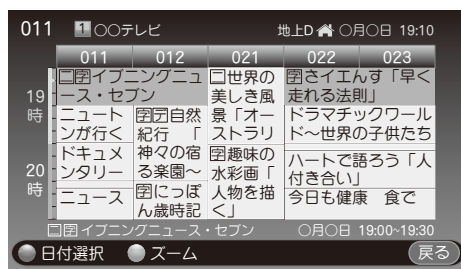 011 1 ○○テレビ 地上D ○月○日 19:10
011 012 021 022 023
19時
20時
二字イブニングニュース・セブン
ニュートンが行く
ドキュメンタリー
ニュース
字デ自然紀行 「神々の宿る楽園～
字にっぽん歳時記
二世界の美しき風景「オーストラリ
字趣味の水彩画「人物を描く」
字さイエんす「早く走れる法則」
ドラマチックワールド～世界の子供たち
ハートで語ろう「人付き合い」
今日も健康 食で
二字イブニングニュース・セブン ○月○日 19:00~19:30
日付選択 ズーム 戻る